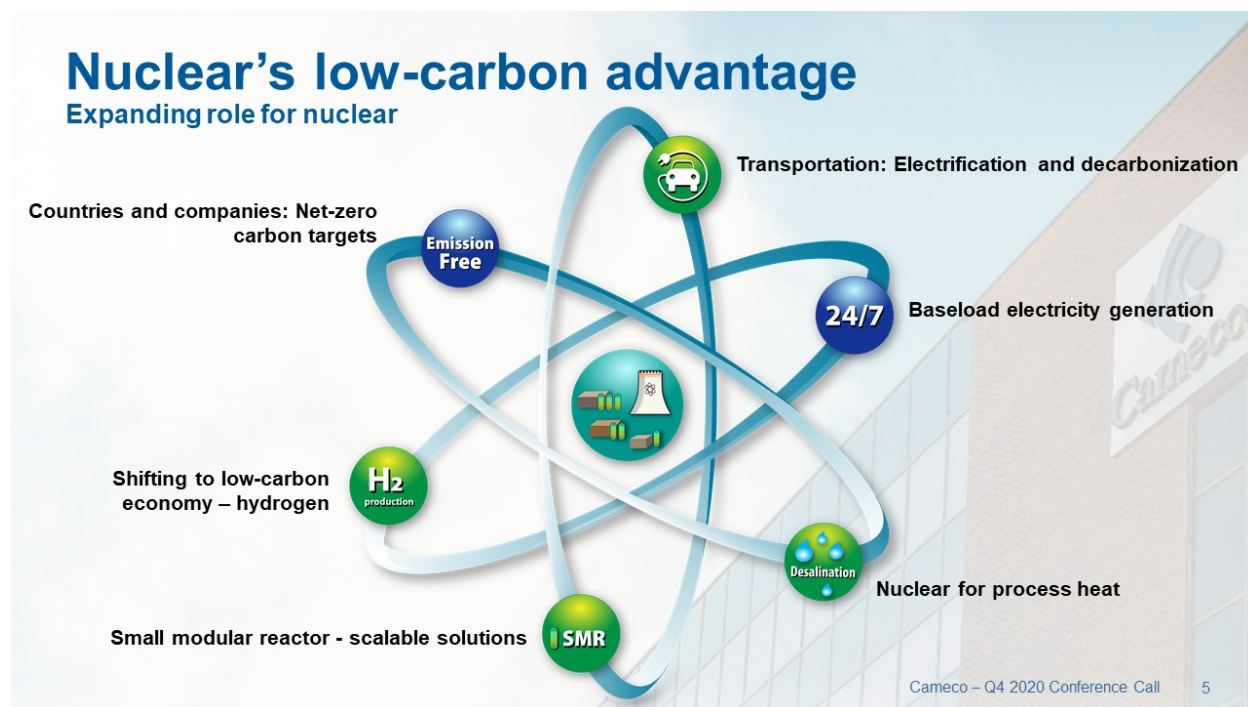 Nuclear's low-carbon advantage
Expanding role for nuclear
Transportation: Electrification and decarbonization
Countries and companies: Net-zero
carbon targets
Emission
Free
24/7
Baseload electricity generation
Shifting to low-carbon
economy – hydrogen
H₂
production
Desalination
Nuclear for process heat
Small modular reactor - scalable solutions
SMR
Cameco
Cameco – Q4 2020 Conference Call
5